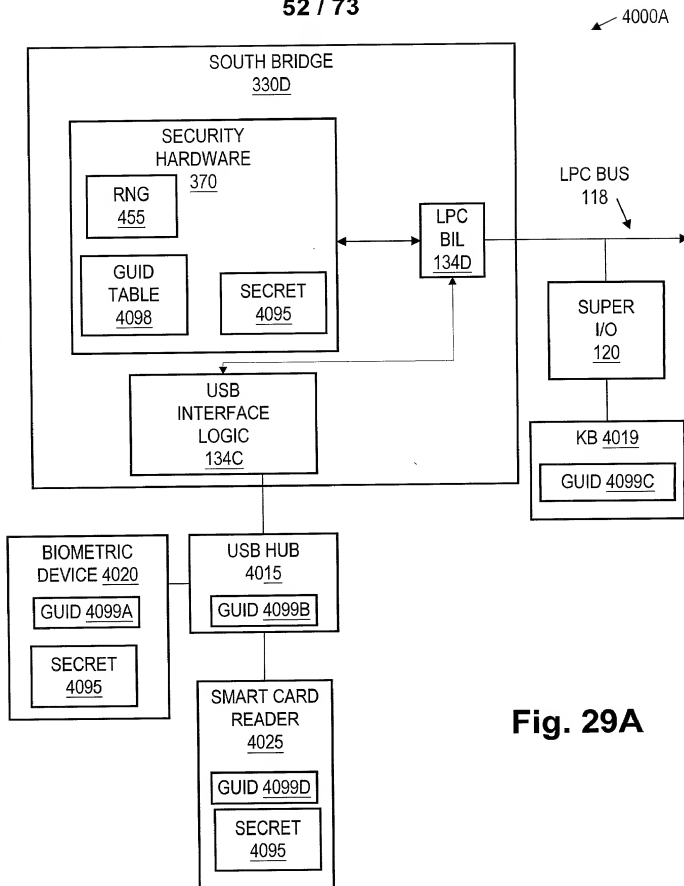 52 / 73
4000A
SOUTH BRIDGE
330D
SECURITY
HARDWARE
370
RNG
455
GUID
TABLE
4098
SECRET
4095
LPC
BIL
134D
LPC BUS
118
SUPER
I/O
120
KB 4019
GUID 4099C
USB
INTERFACE
LOGIC
134C
BIOMETRIC
DEVICE 4020
GUID 4099A
SECRET
4095
USB HUB
4015
GUID 4099B
SMART CARD
READER
4025
GUID 4099D
SECRET
4095
Fig. 29A